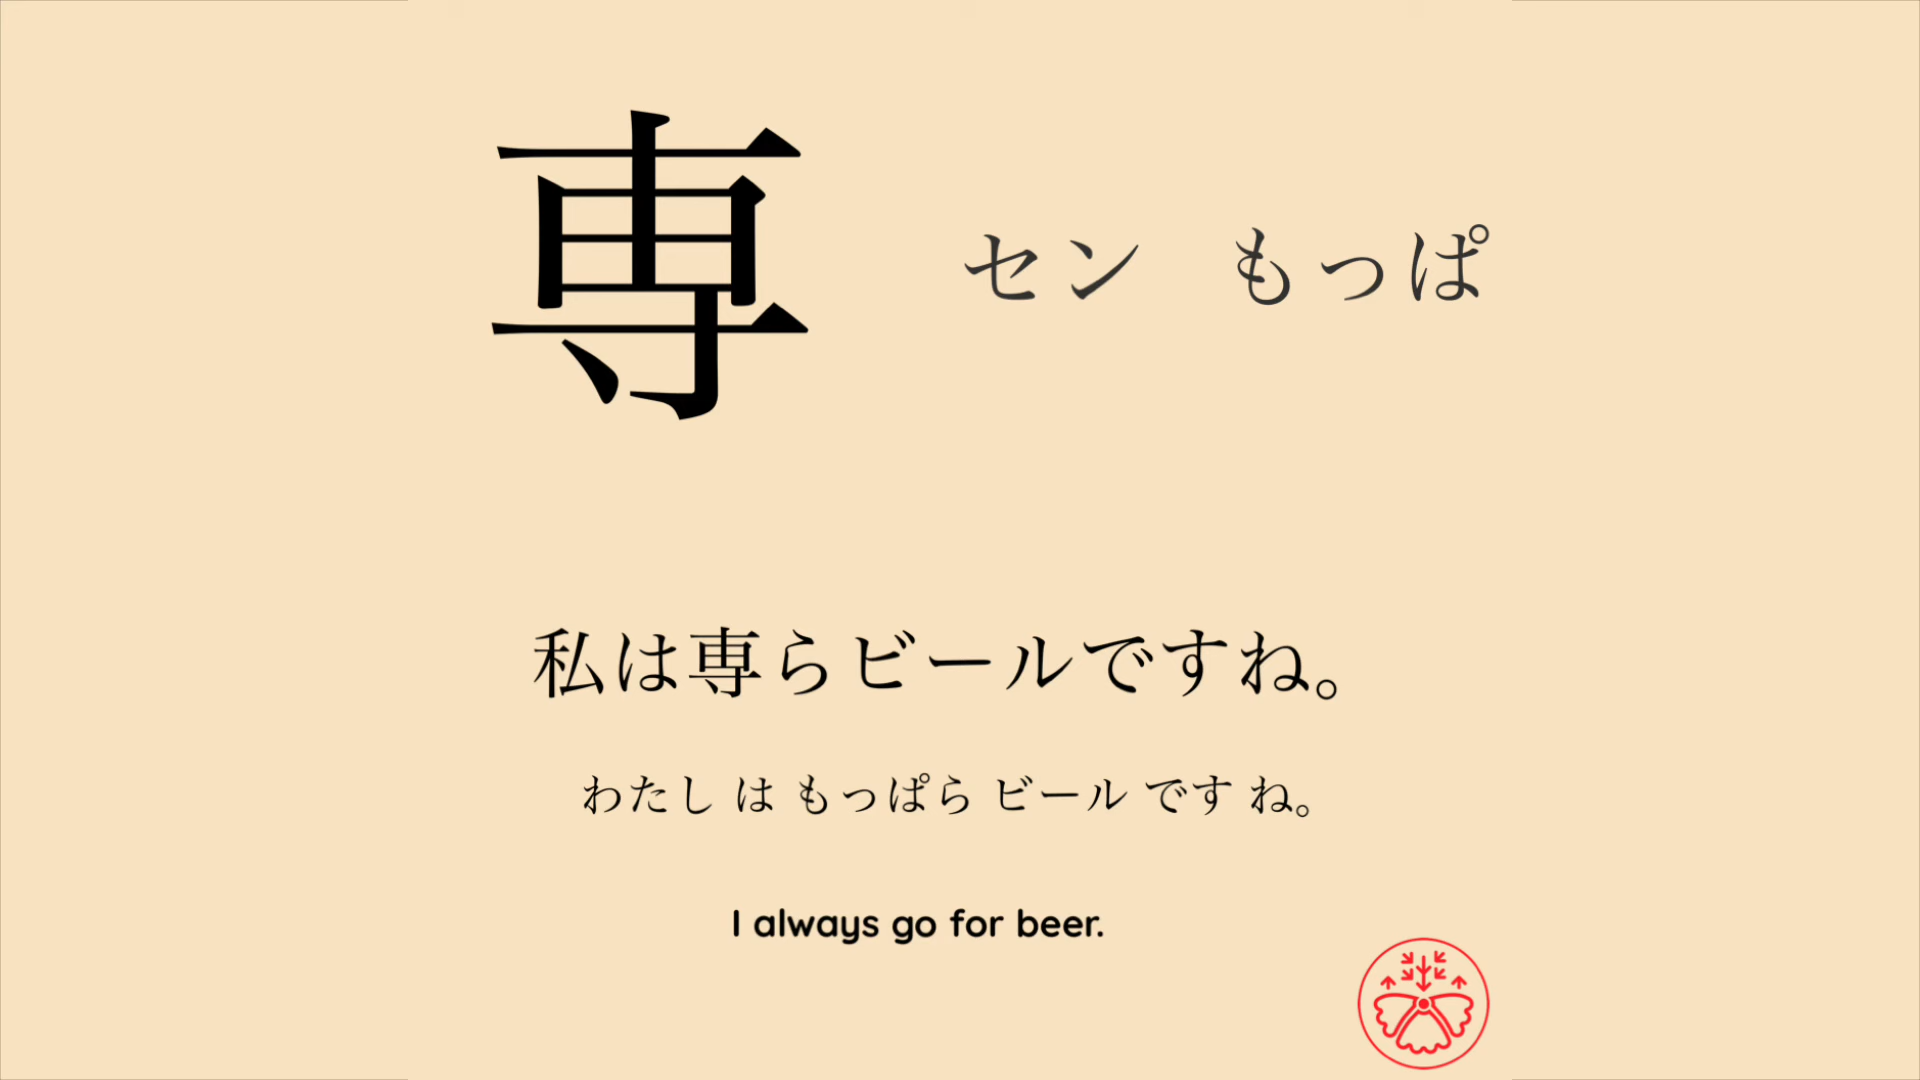 専 セン もっぱ
私は専らビールですね。
わたし は もっぱら ビール です ね。
I always go for beer.